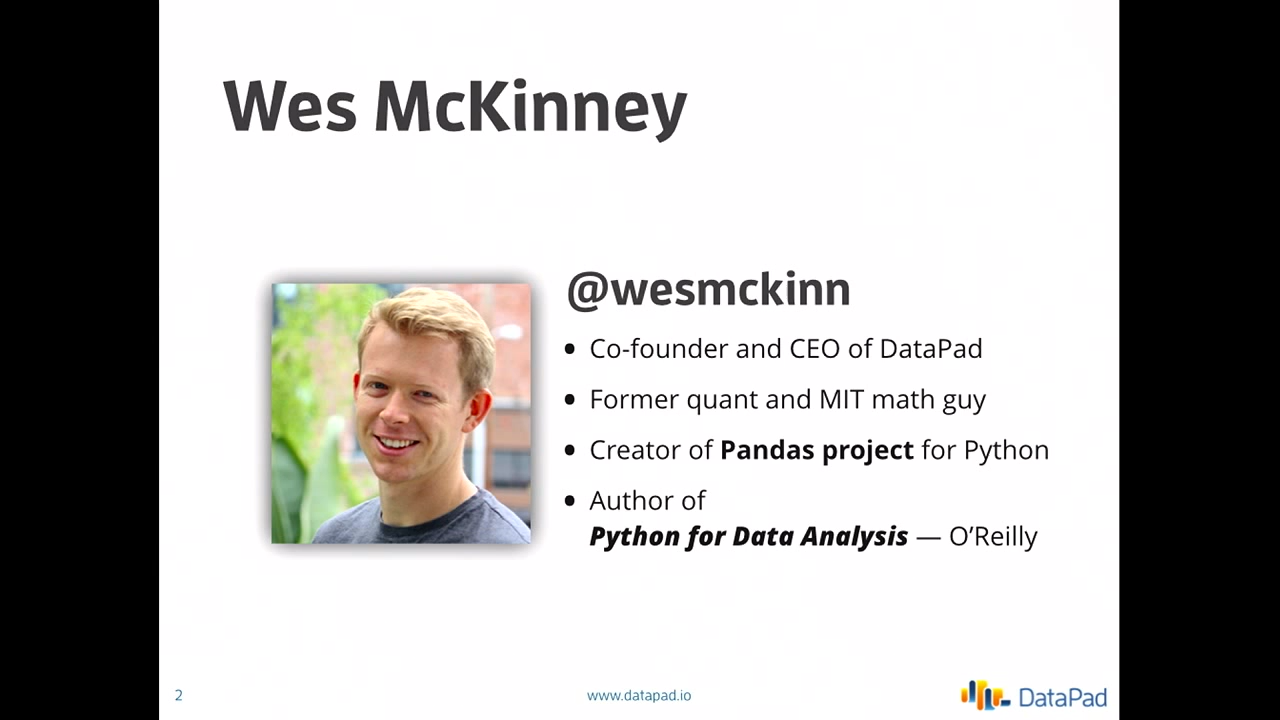 Wes McKinney
@wesmckinn
• Co-founder and CEO of DataPad
• Former quant and MIT math guy
• Creator of Pandas project for Python
• Author of
Python for Data Analysis — O’Reilly
2
www.datapad.io
DataPad